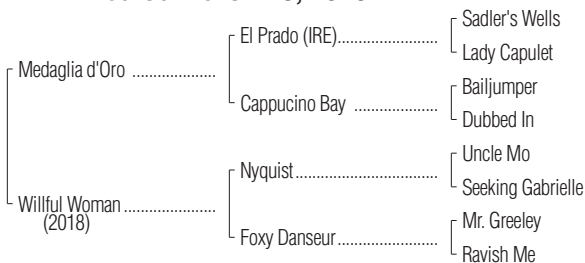 Sadler's Wells
El Prado (IRE)
Lady Capulet
Medaglia d'Oro
Bailjumper
Cappucino Bay
Dubbed In
Uncle Mo
Nyquist
Seeking Gabrielle
Willful Woman
(2018)
Mr. Greeley
Foxy Danseur
Ravish Me